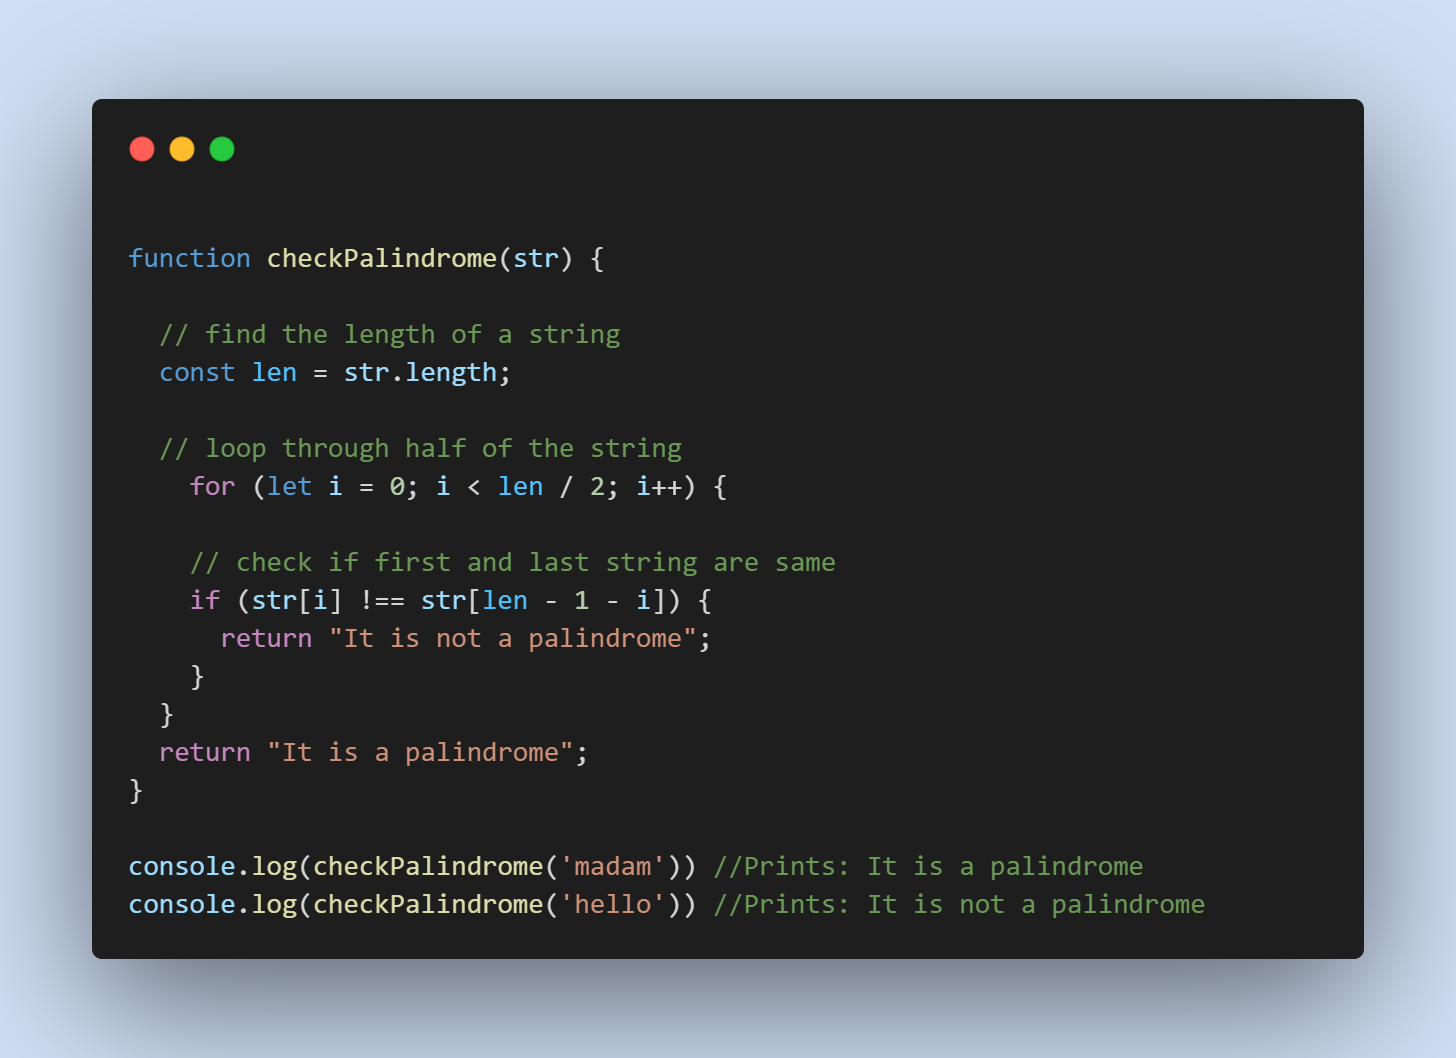 function checkPalindrome(str) {
  // find the length of a string
  const len = str.length;
  // loop through half of the string
    for (let i = 0; i < len / 2; i++) {
    // check if first and last string are same
    if (str[i] !== str[len - 1 - i]) {
      return "It is not a palindrome";
    }
  }
  return "It is a palindrome";
}
console.log(checkPalindrome('madam')) //Prints: It is a palindrome
console.log(checkPalindrome('hello')) //Prints: It is not a palindrome